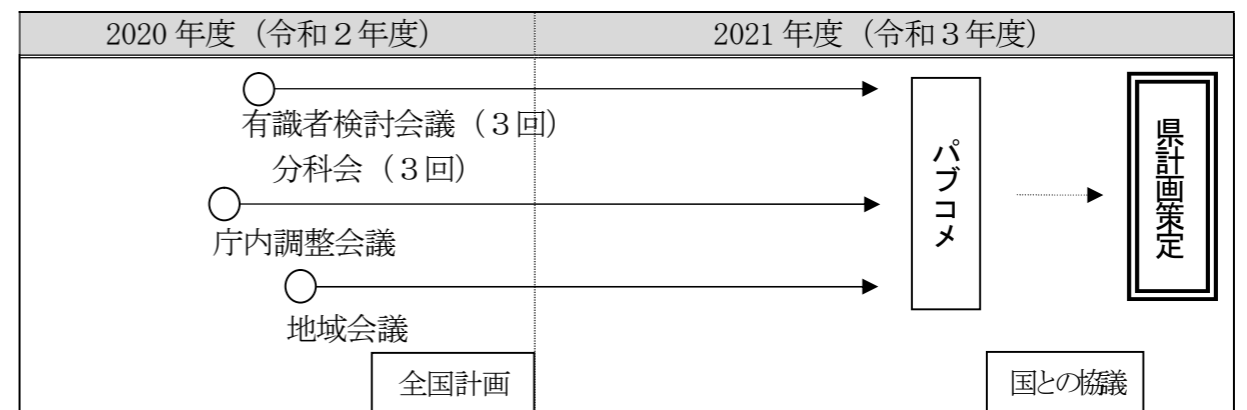 2020 年度（令和２年度）
2021 年度（令和３年度）
有識者検討会議（３回）
分科会（３回）
庁内調整会議
地域会議
全国計画
パブコメ
国との協議
県計画策定